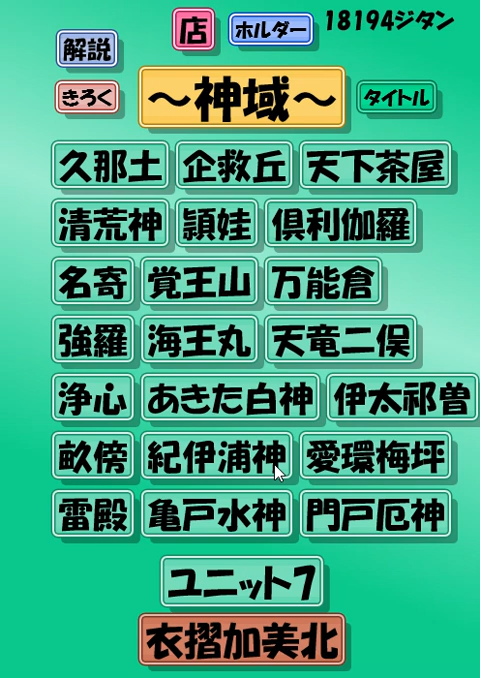 店 ホルダー 18194ジタン
解説
きろく ～神域～ タイトル
久那土 企救丘 天下茶屋
清荒神 頴娃 倶利伽羅
名寄 覚王山 万能倉
強羅 海王丸 天竜二俣
浄心 あきた白神 伊太祁曽
畝傍 紀伊浦神 愛環梅坪
雷殿 亀戸水神 門戸厄神
ユニット7
衣摺加美北